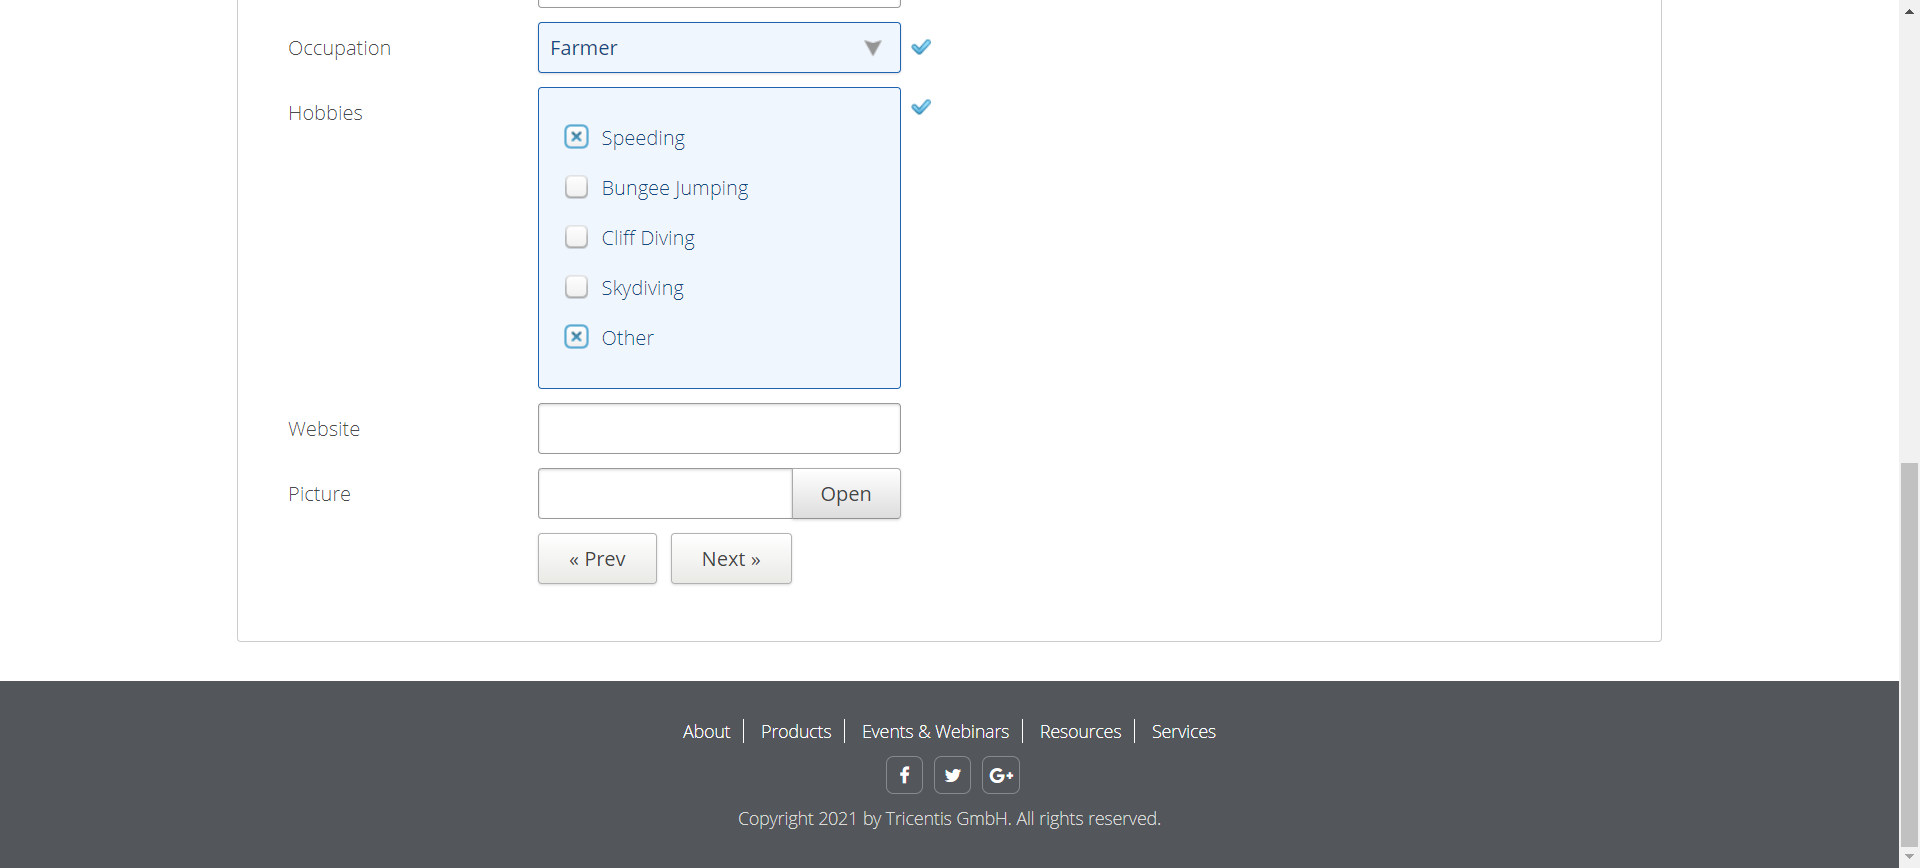 Occupation
Farmer
Hobbies
Speeding
Bungee Jumping
Cliff Diving
Skydiving
Other
Website
Picture
Open
« Prev
Next »
About
Products
Events & Webinars
Resources
Services
f
G+
Copyright 2021 by Tricentis GmbH. All rights reserved.